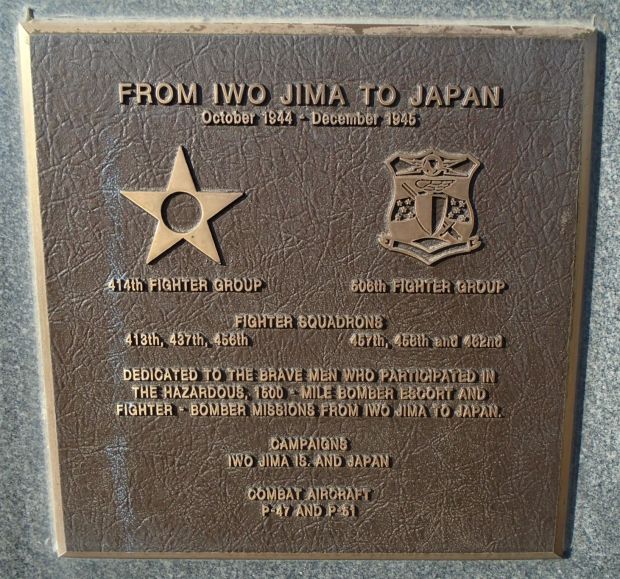 FROM IWO JIMA TO JAPAN
October 1944 - December 1945
414th FIGHTER GROUP
506th FIGHTER GROUP
FIGHTER SQUADRONS
413th, 437th, 456th
457th, 458th and 462nd
DEDICATED TO THE BRAVE MEN WHO PARTICIPATED IN
THE HAZARDOUS, 1500 - MILE BOMBER ESCORT AND
FIGHTER - BOMBER MISSIONS FROM IWO JIMA TO JAPAN.
CAMPAIGNS
IWO JIMA IS. AND JAPAN
COMBAT AIRCRAFT
P-47 AND P-51